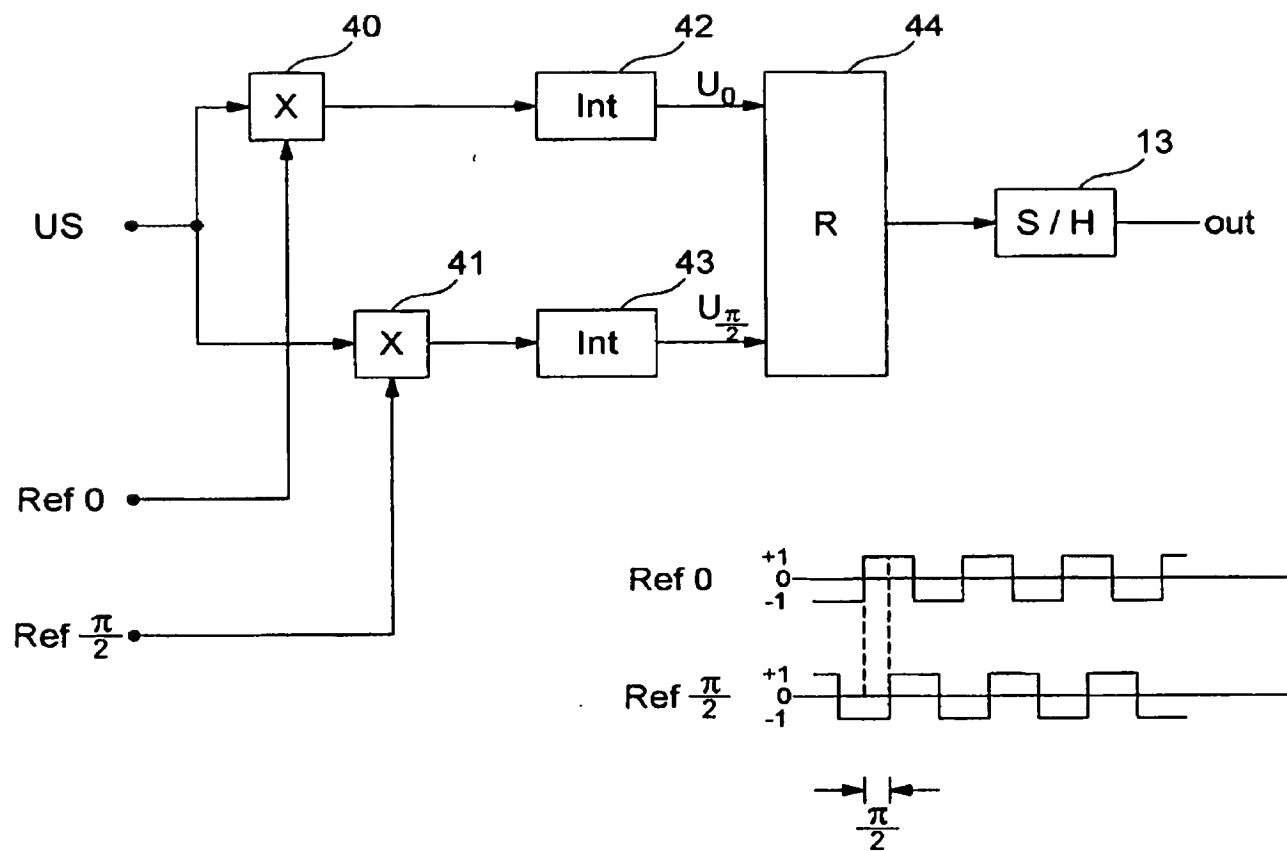 40
42
44
X
Int
U0
13
US
R
S / H
out
41
43
X
Int
Uπ/2
Ref 0
Ref π/2
Ref 0
+1
0
-1
Ref π/2
+1
0
-1
π/2